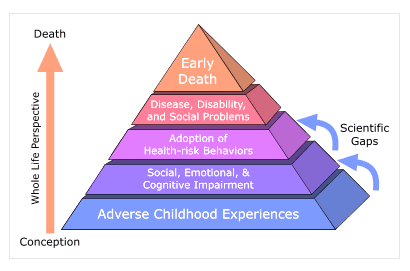 Death
Whole Life Perspective
Conception
Early
Death
Disease, Disability,
and Social Problems
Adoption of
Health-risk Behaviors
Social, Emotional, &
Cognitive Impairment
Adverse Childhood Experiences
Scientific
Gaps